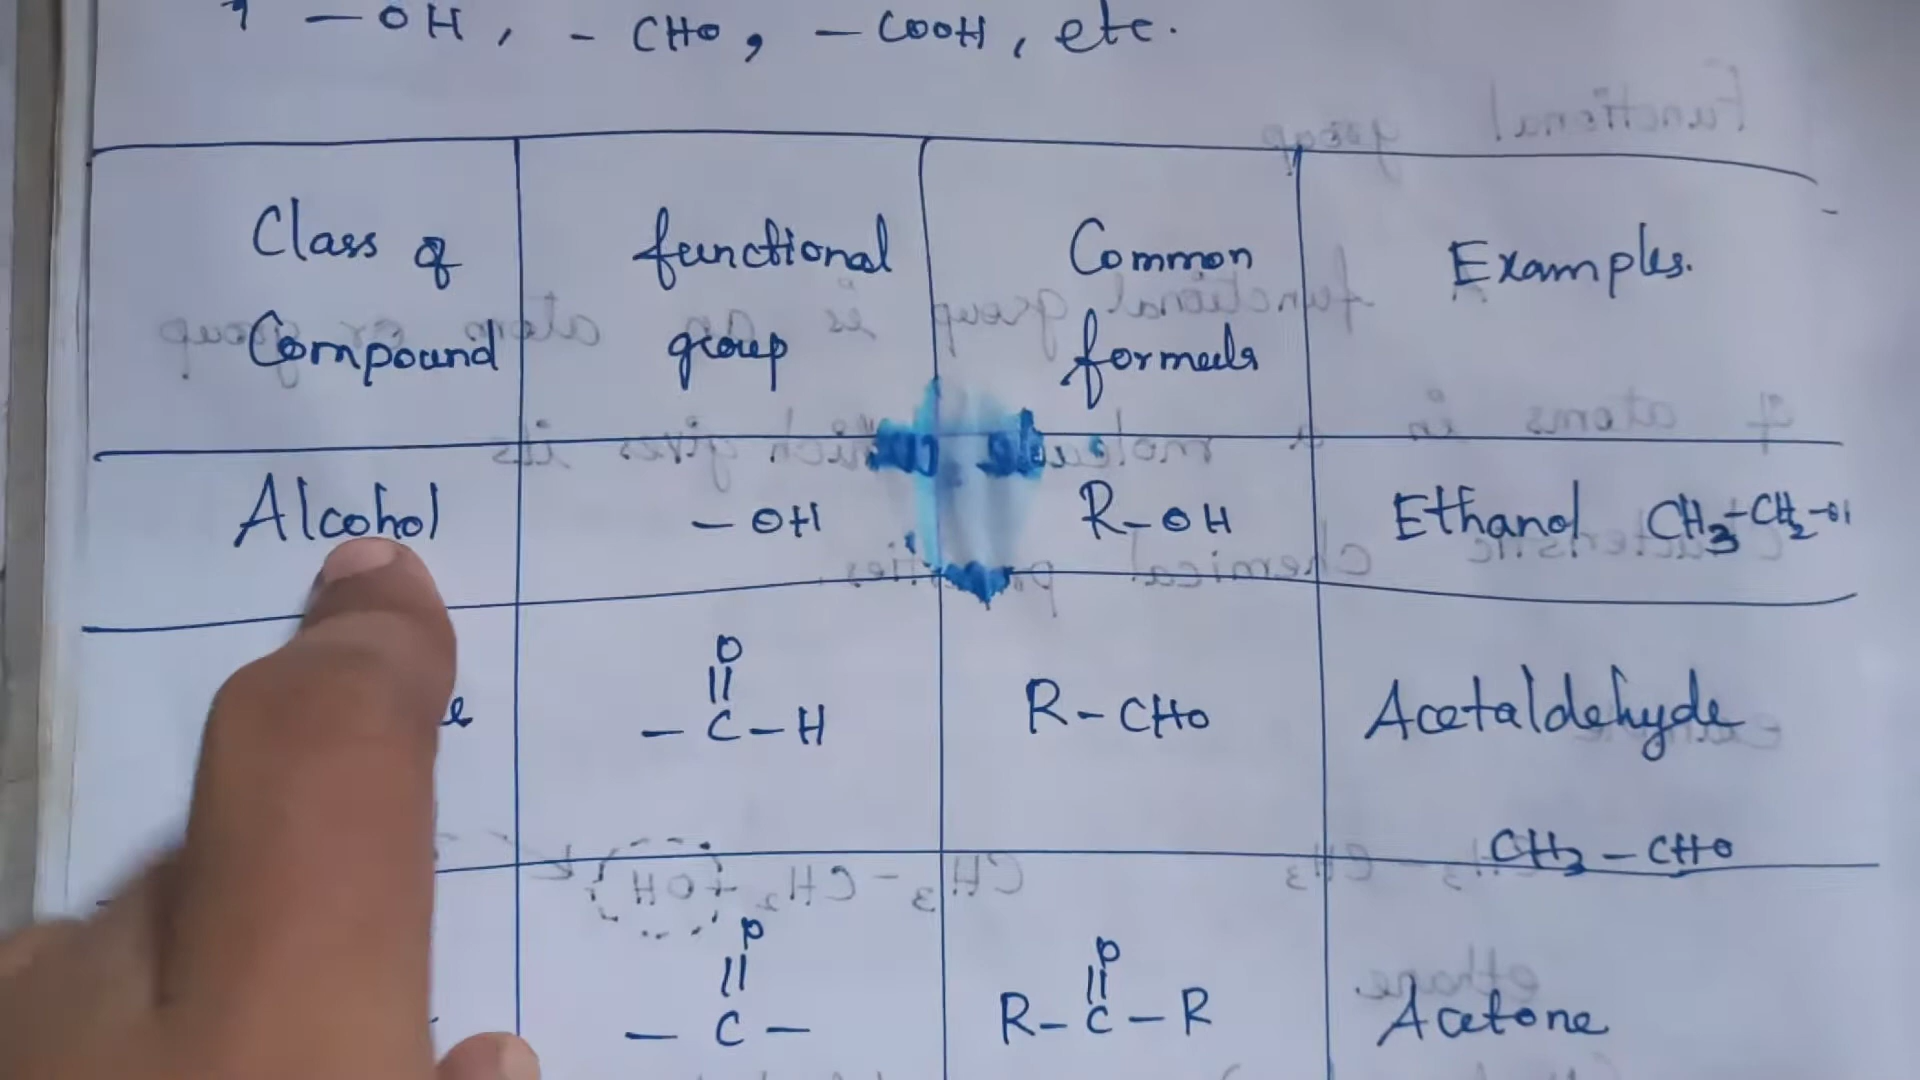 — OH, - CHO, — COOH, etc.
Class of Compound
functional group
Common formula
Examples.
Alcohol
— OH
R-OH
Ethanol CH3-CH2-OH
O
||
— C — H
R - CHO
Acetaldehyde
CH3 - CHO
O
||
— C —
O
||
R - C - R
Acetone